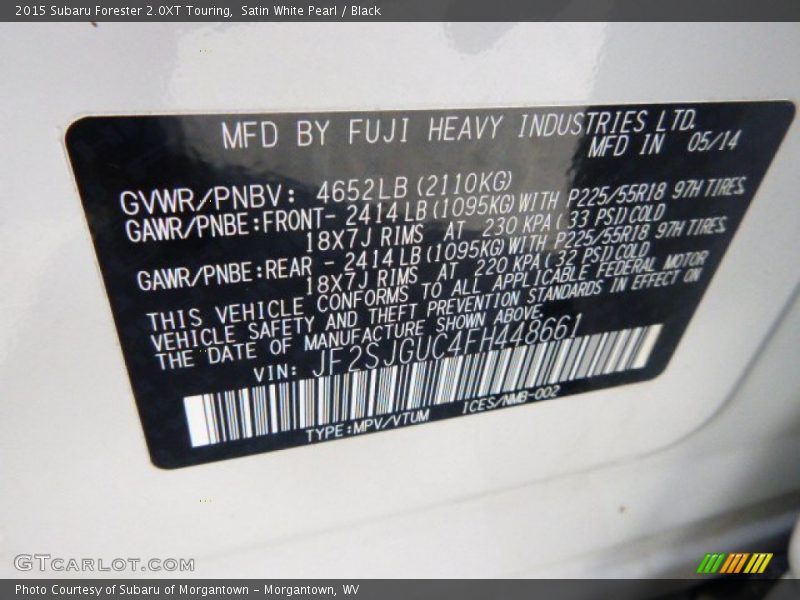 2015 Subaru Forester 2.0XT Touring, Satin White Pearl / Black
MFD BY FUJI HEAVY INDUSTRIES LTD.
MFD IN 05/14
GVWR/PNBV: 4652LB (2110KG)
GAWR/PNBE:FRONT- 2414LB (1095KG) WITH P225/55R18 97H TIRES,
18X7J RIMS AT 230 KPA ( 33 PSI) COLD
GAWR/PNBE:REAR - 2414LB (1095KG) WITH P225/55R18 97H TIRES,
18X7J RIMS AT 220 KPA ( 32 PSI) COLD
THIS VEHICLE CONFORMS TO ALL APPLICABLE FEDERAL MOTOR
VEHICLE SAFETY AND THEFT PREVENTION STANDARDS IN EFFECT ON
THE DATE OF MANUFACTURE SHOWN ABOVE.
VIN: JF2SJGUC4FH448661
TYPE:MPV/VTUM ICES/NMB-002
GTCARLOT.COM
Photo Courtesy of Subaru of Morgantown - Morgantown, WV